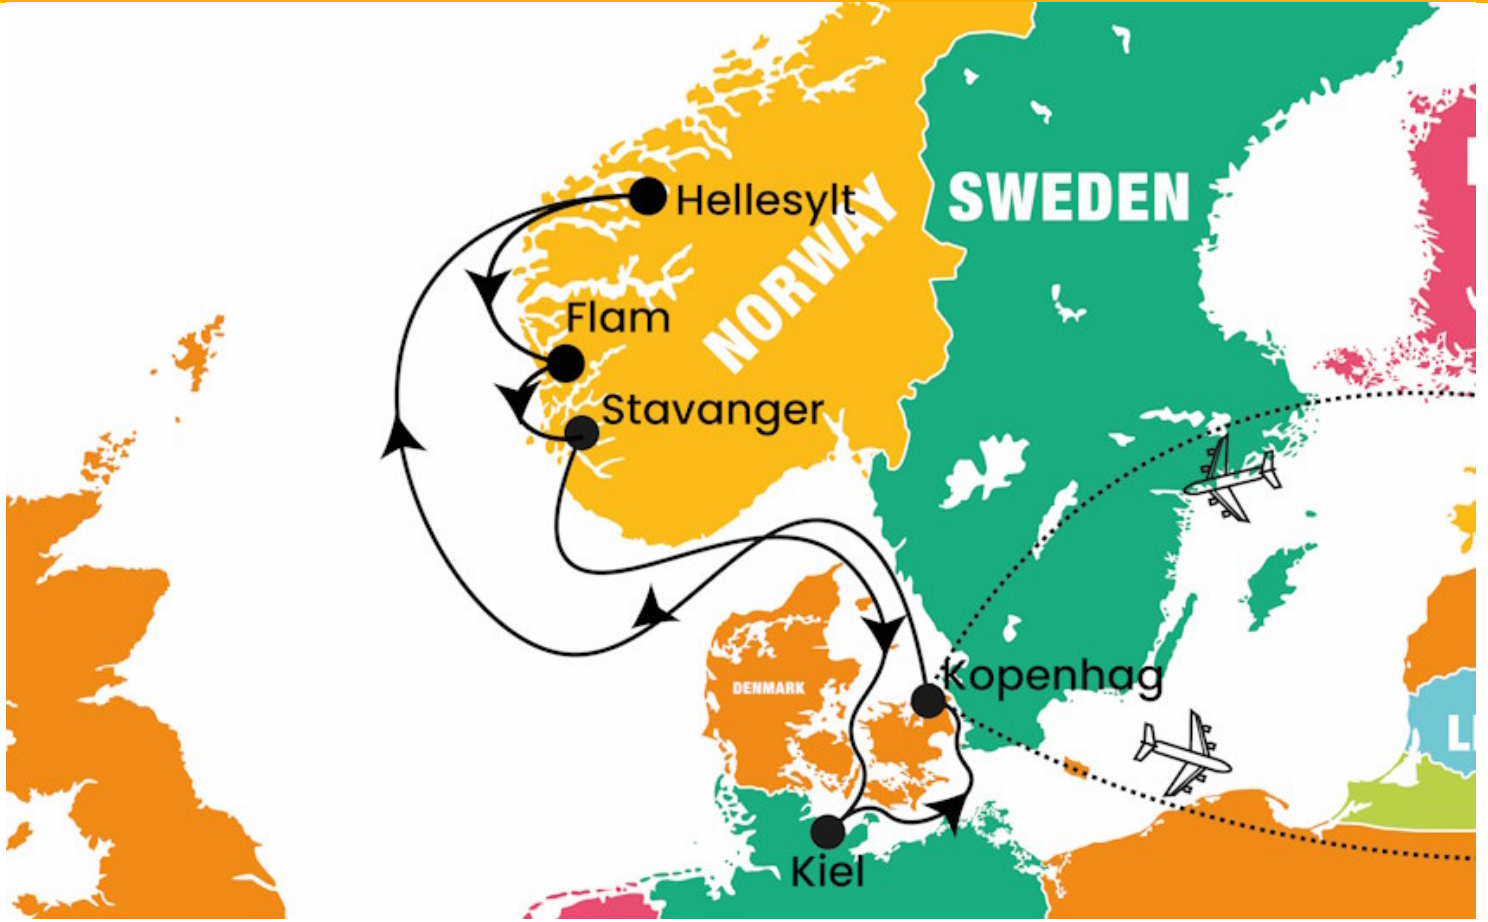 Hellesylt
SWEDEN
NORWAY
Flam
Stavanger
Kopenhag
DENMARK
Kiel